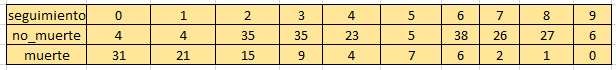 seguimiento 0 1 2 3 4 5 6 7 8 9
no_muerte 4 4 35 35 23 5 38 26 27 6
muerte 31 21 15 9 4 7 6 2 1 0